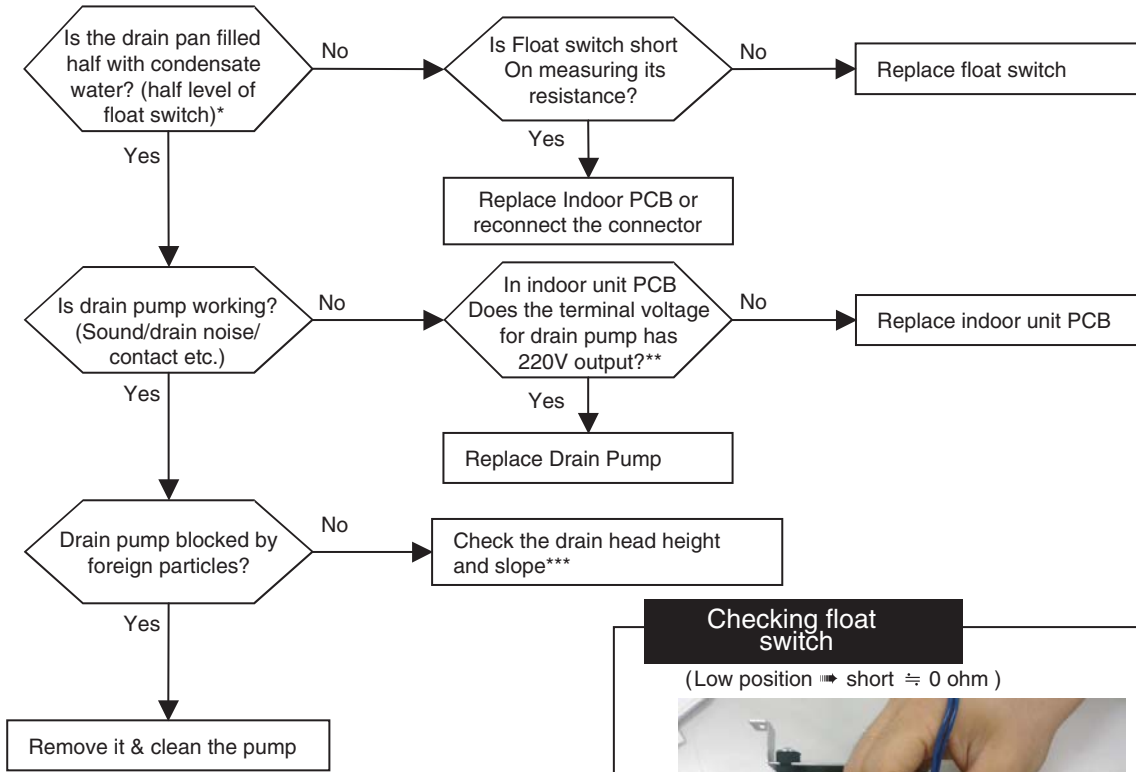 Is the drain pan filled
half with condensate
water? (half level of
float switch)*
No
Is Float switch short
On measuring its
resistance?
No
Replace float switch
Yes
Yes
Replace Indoor PCB or
reconnect the connector
Is drain pump working?
(Sound/drain noise/
contact etc.)
No
In indoor unit PCB
Does the terminal voltage
for drain pump has
220V output?**
No
Replace indoor unit PCB
Yes
Yes
Replace Drain Pump
Drain pump blocked by
foreign particles?
No
Check the drain head height
and slope***
Yes
Remove it & clean the pump
Checking float
switch
(Low position ➠ short ≒ 0 ohm )